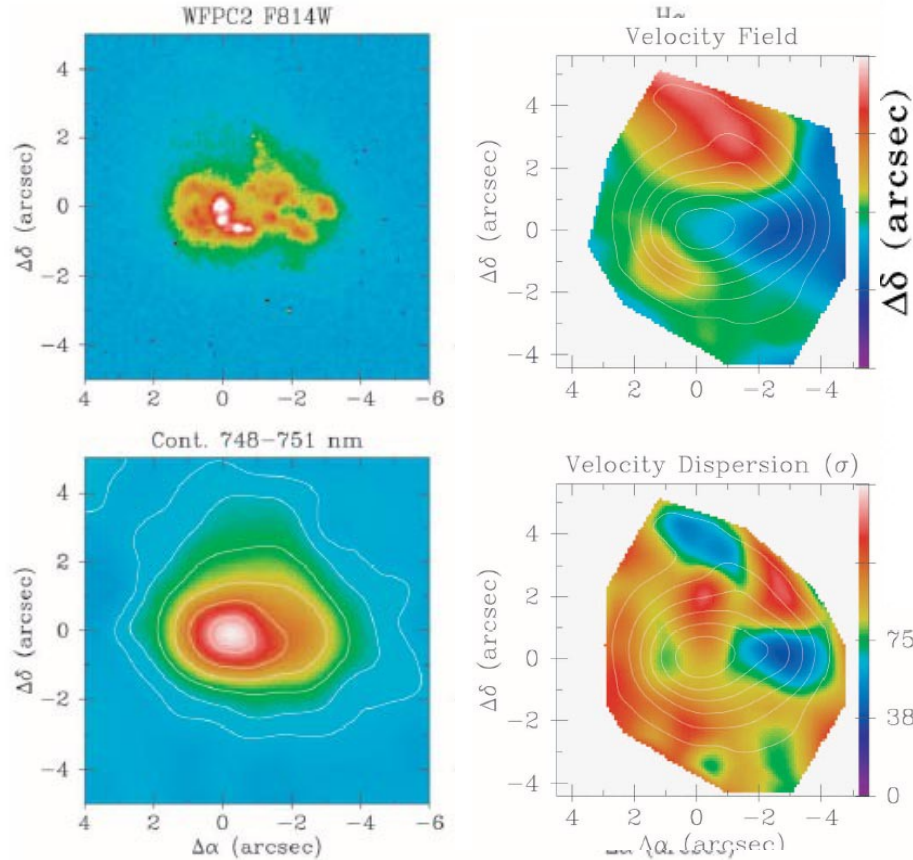 WFPC2 F814W
Hα
Velocity Field
4
2
0
-2
-4
Δδ (arcsec)
4 2 0 -2 -4 -6
4
2
0
-2
-4
Δδ (arcsec)
4 2 0 -2 -4
Δδ (arcsec)
Cont. 748-751 nm
Velocity Dispersion (σ)
4
2
0
-2
-4
Δδ (arcsec)
4 2 0 -2 -4 -6
Δα (arcsec)
4
2
0
-2
-4
Δδ (arcsec)
4 2 0 -2 -4
Δα (arcsec)
75
38
0